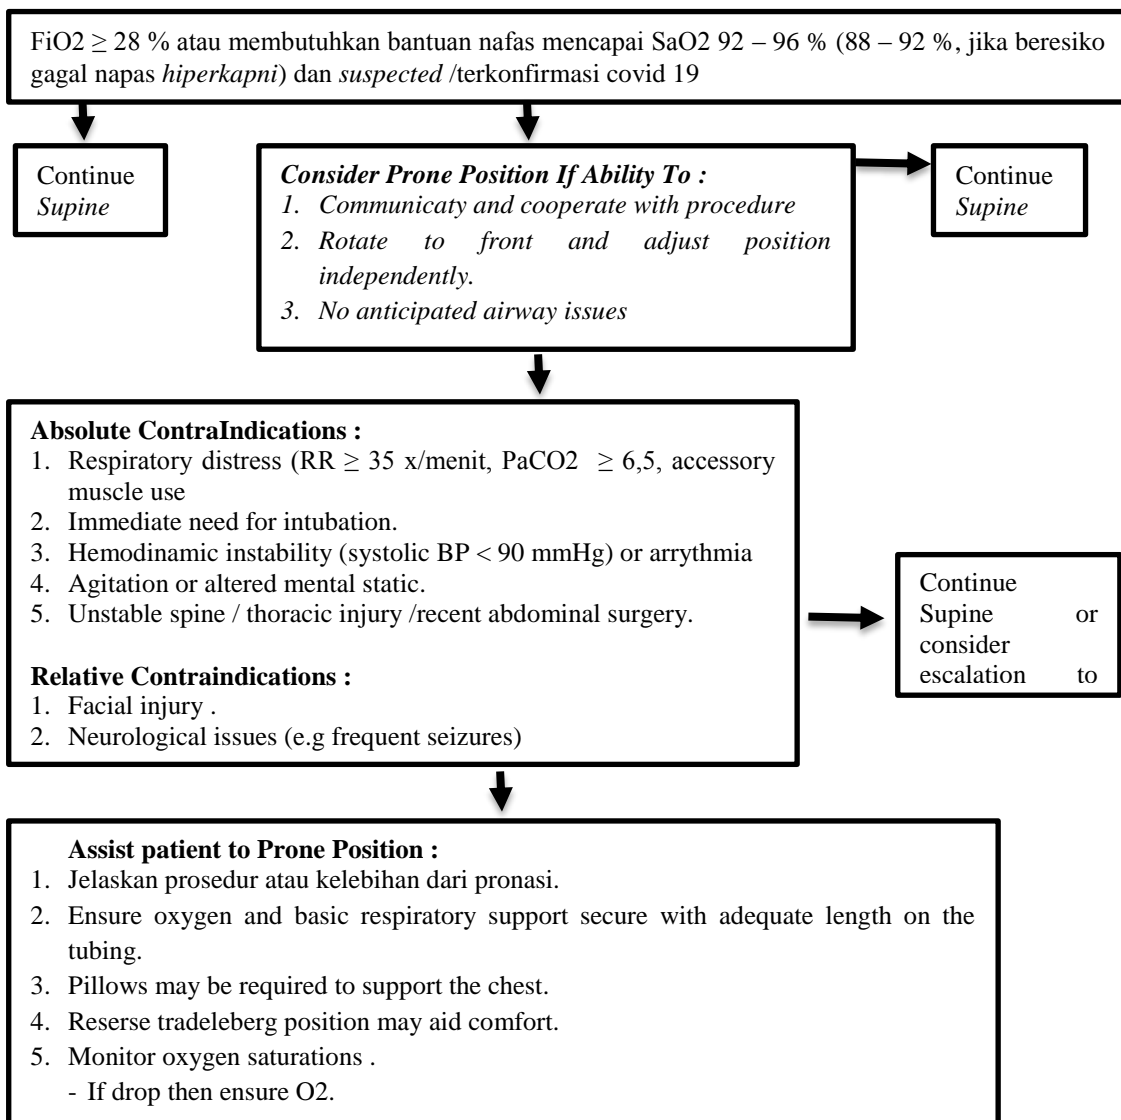 FiO2 ≥ 28 % atau membutuhkan bantuan nafas mencapai SaO2 92 – 96 % (88 – 92 %, jika beresiko
gagal napas hiperkapni) dan suspected /terkonfirmasi covid 19
Continue
Supine
Consider Prone Position If Ability To :
1. Communicaty and cooperate with procedure
2. Rotate to front and adjust position
independently.
3. No anticipated airway issues
Continue
Supine
Absolute ContraIndications :
1. Respiratory distress (RR ≥ 35 x/menit, PaCO2 ≥ 6,5, accessory
muscle use
2. Immediate need for intubation.
3. Hemodinamic instability (systolic BP < 90 mmHg) or arrythmia
4. Agitation or altered mental static.
5. Unstable spine / thoracic injury /recent abdominal surgery.
Relative Contraindications :
1. Facial injury .
2. Neurological issues (e.g frequent seizures)
Continue
Supine or
consider
escalation to
Assist patient to Prone Position :
1. Jelaskan prosedur atau kelebihan dari pronasi.
2. Ensure oxygen and basic respiratory support secure with adequate length on the
tubing.
3. Pillows may be required to support the chest.
4. Reserse tradeleberg position may aid comfort.
5. Monitor oxygen saturations .
- If drop then ensure O2.